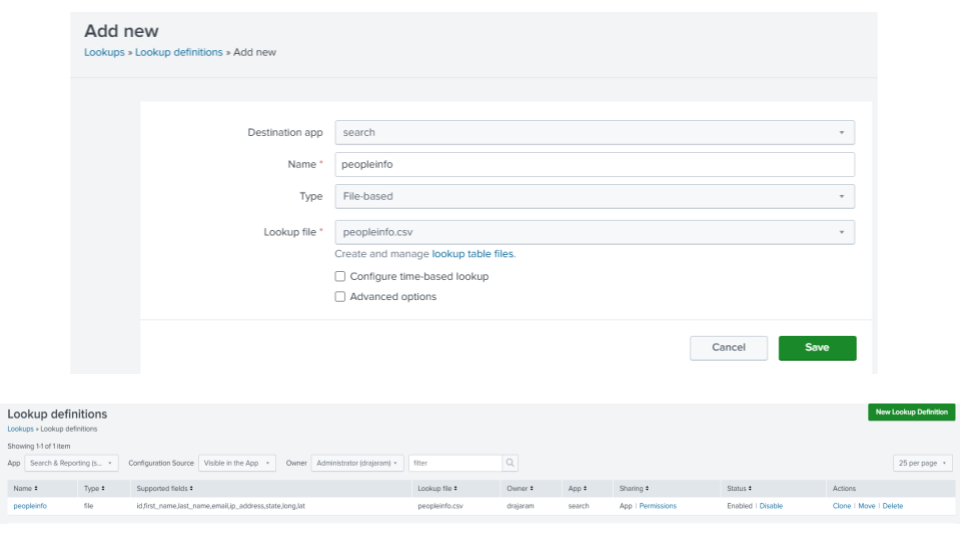 Add new
Lookups » Lookup definitions » Add new
Destination app search
Name * peopleinfo
Type File-based
Lookup file * peopleinfo.csv
Create and manage lookup table files.
Configure time-based lookup
Advanced options
Cancel Save
Lookup definitions New Lookup Definition
Lookups » Lookup definitions
Showing 1-1 of 1 item
App Search & Reporting (s... Configuration Source Visible in the App Owner Administrator (drajaram) filter 25 per page
Name Type Supported fields Lookup file Owner App Sharing Status Actions
peopleinfo file id,first_name,last_name,email,ip_address,state,long,lat peopleinfo.csv drajaram search App | Permissions Enabled | Disable Clone | Move | Delete